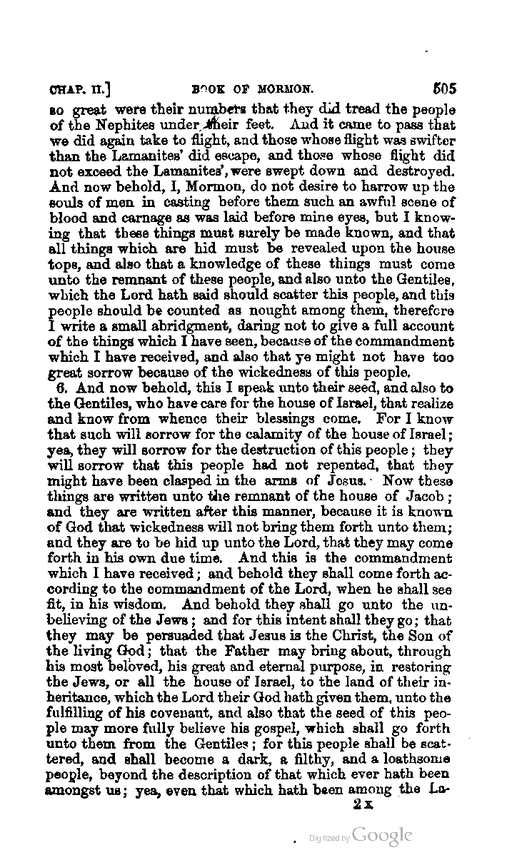 CHAP. II.] BOOK OF MORMON. 505
so great were their numbers that they did tread the people
of the Nephites under their feet. And it came to pass that
we did again take to flight, and those whose flight was swifter
than the Lamanites' did escape, and those whose flight did
not exceed the Lamanites', were swept down and destroyed.
And now behold, I, Mormon, do not desire to harrow up the
souls of men in casting before them such an awful scene of
blood and carnage as was laid before mine eyes, but I know-
ing that these things must surely be made known, and that
all things which are hid must be revealed upon the house
tops, and also that a knowledge of these things must come
unto the remnant of these people, and also unto the Gentiles,
which the Lord hath said should scatter this people, and this
people should be counted as nought among them, therefore
I write a small abridgment, daring not to give a full account
of the things which I have seen, because of the commandment
which I have received, and also that ye might not have too
great sorrow because of the wickedness of this people.
6. And now behold, this I speak unto their seed, and also to
the Gentiles, who have care for the house of Israel, that realize
and know from whence their blessings come. For I know
that such will sorrow for the calamity of the house of Israel;
yea, they will sorrow for the destruction of this people; they
will sorrow that this people had not repented, that they
might have been clasped in the arms of Jesus. Now these
things are written unto the remnant of the house of Jacob;
and they are written after this manner, because it is known
of God that wickedness will not bring them forth unto them;
and they are to be hid up unto the Lord, that they may come
forth in his own due time. And this is the commandment
which I have received; and behold they shall come forth ac-
cording to the commandment of the Lord, when he shall see
fit, in his wisdom. And behold they shall go unto the un-
believing of the Jews; and for this intent shall they go; that
they may be persuaded that Jesus is the Christ, the Son of
the living God; that the Father may bring about, through
his most beloved, his great and eternal purpose, in restoring
the Jews, or all the house of Israel, to the land of their in-
heritance, which the Lord their God hath given them, unto the
fulfilling of his covenant, and also that the seed of this peo-
ple may more fully believe his gospel, which shall go forth
unto them from the Gentiles; for this people shall be scat-
tered, and shall become a dark, a filthy, and a loathsome
people, beyond the description of that which ever hath been
amongst us; yea, even that which hath been among the La-
2x
Digitized by Google